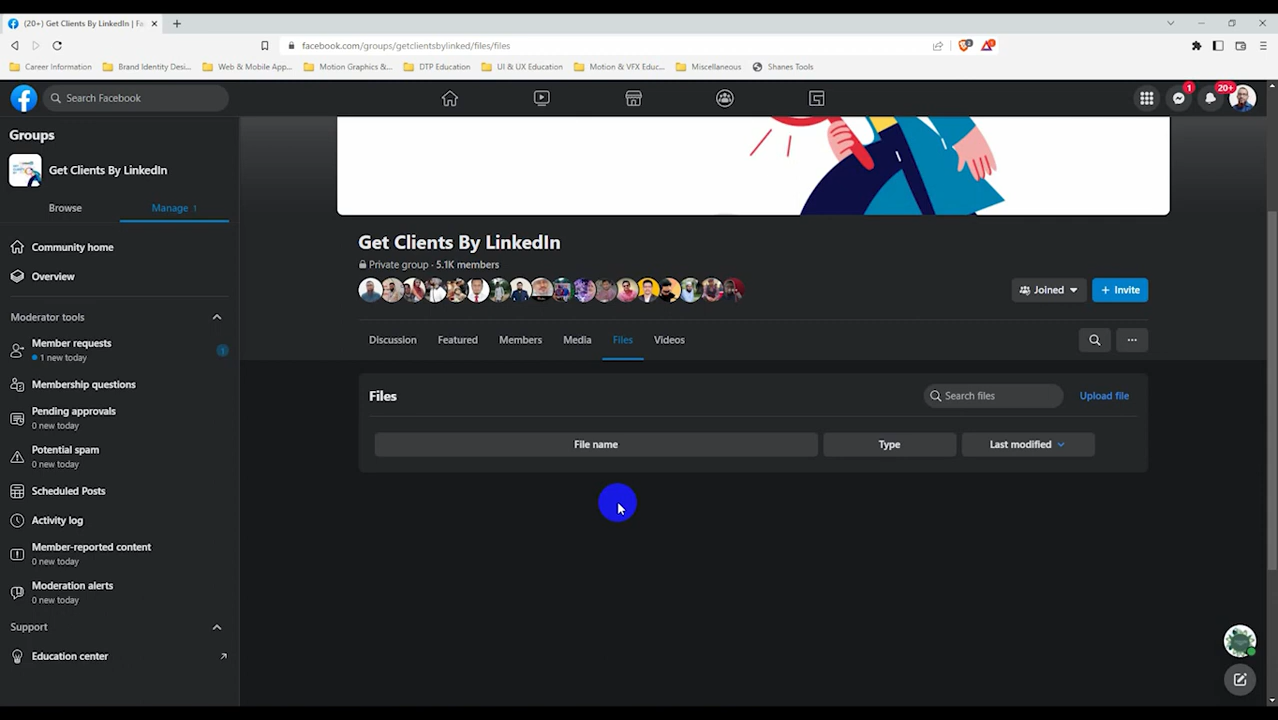 (20+) Get Clients By LinkedIn | Fa
facebook.com/groups/getclientsbylinked/files/files
Career Information
Brand Identity Desi...
Web & Mobile App...
Motion Graphics &...
DTP Education
UI & UX Education
Motion & VFX Educ...
Miscellaneous
Shanes Tools
Search Facebook
1
20+
Groups
Get Clients By LinkedIn
Browse
Manage 1
Community home
Overview
Moderator tools
Member requests
1 new today
1
Membership questions
Pending approvals
0 new today
Potential spam
0 new today
Scheduled Posts
Activity log
Member-reported content
0 new today
Moderation alerts
0 new today
Support
Education center
Get Clients By LinkedIn
Private group · 5.1K members
Joined
+ Invite
Discussion
Featured
Members
Media
Files
Videos
Files
Search files
Upload file
File name
Type
Last modified